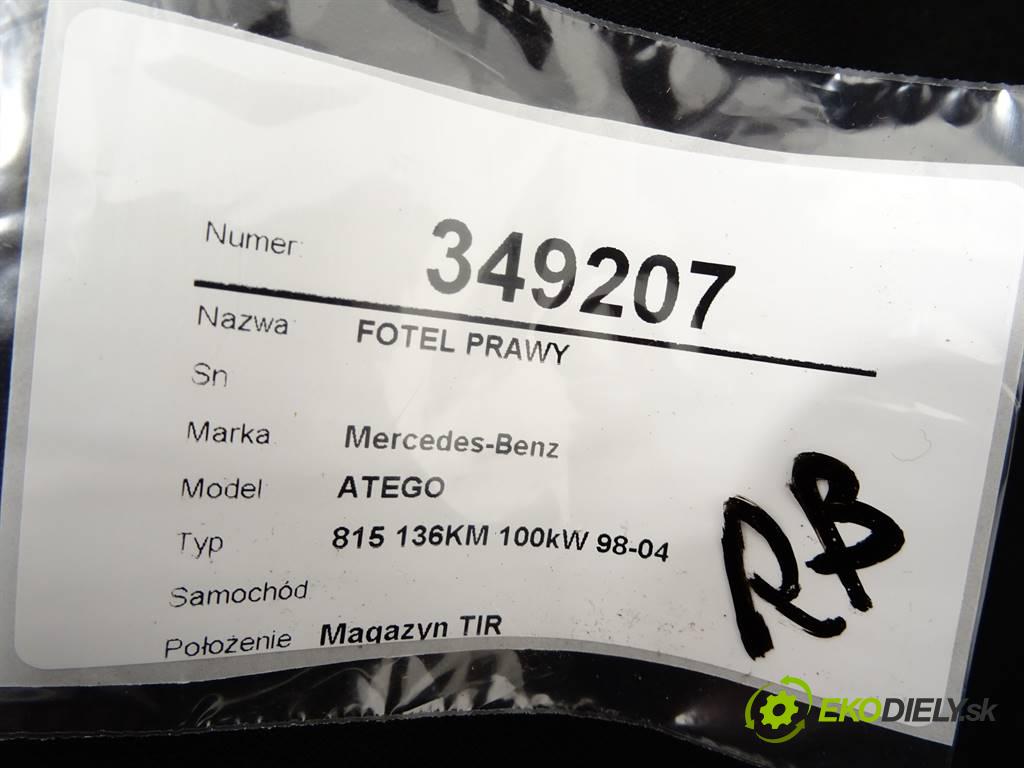 Numer: 349207
Nazwa FOTEL PRAWY
Sn
Marka Mercedes-Benz
Model ATEGO
Typ 815 136KM 100kW 98-04
Samochód
Położenie Magazyn TIR
RB
EKODIELY.sk